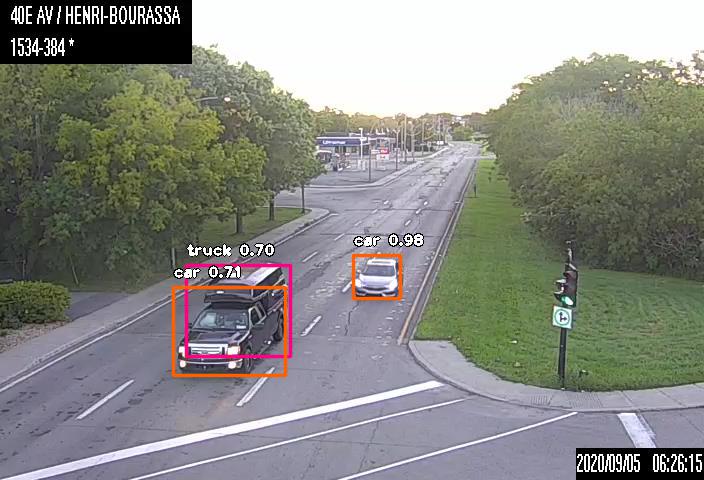 40E AV / HENRI-BOURASSA
1534-384 *
Ultramar
truck 0.70
car 0.98
car 0.71
2020/09/05 06:26:15